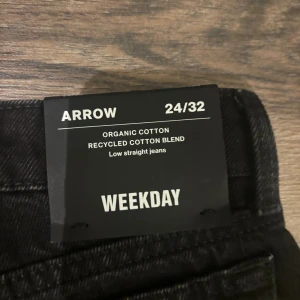 ARROW 24/32
ORGANIC COTTON
RECYCLED COTTON BLEND
Low straight jeans
WEEKDAY